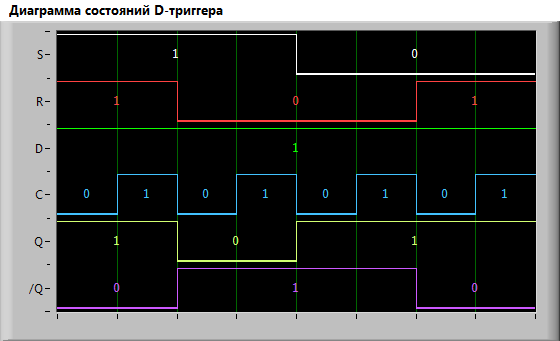 Диаграмма состояний D-триггера
S 1 0
R 1 0 1
D 1
C 0 1 0 1 0 1 0 1
Q 1 0 1
/Q 0 1 0